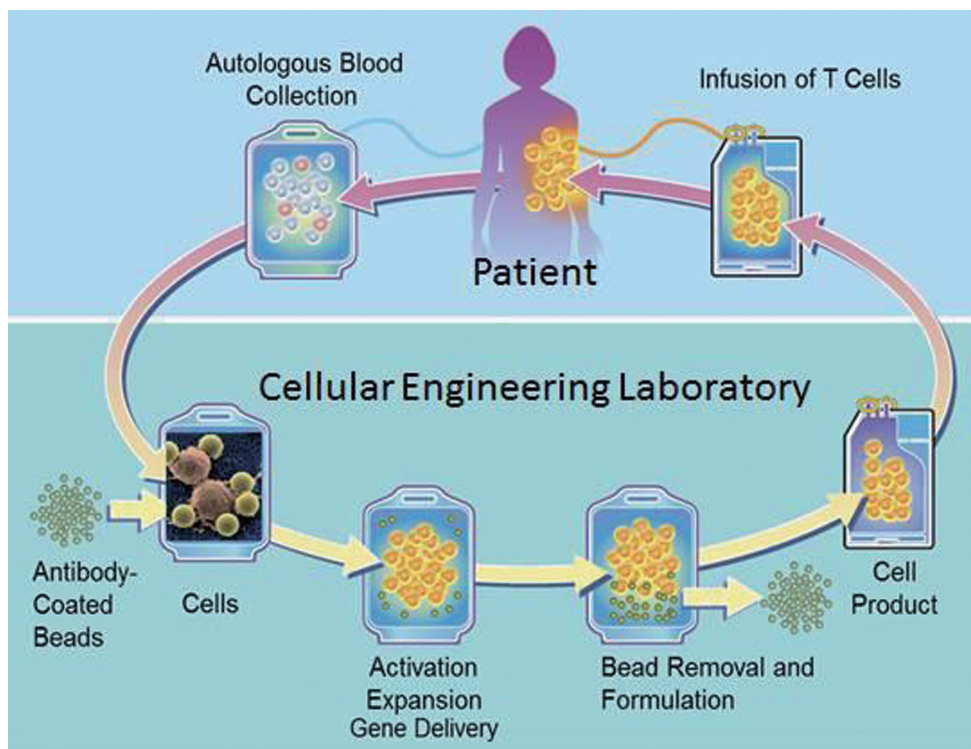 Autologous Blood
Collection
Infusion of T Cells
Patient
Cellular Engineering Laboratory
Antibody-
Coated
Beads
Cells
Activation
Expansion
Gene Delivery
Bead Removal and
Formulation
Cell
Product